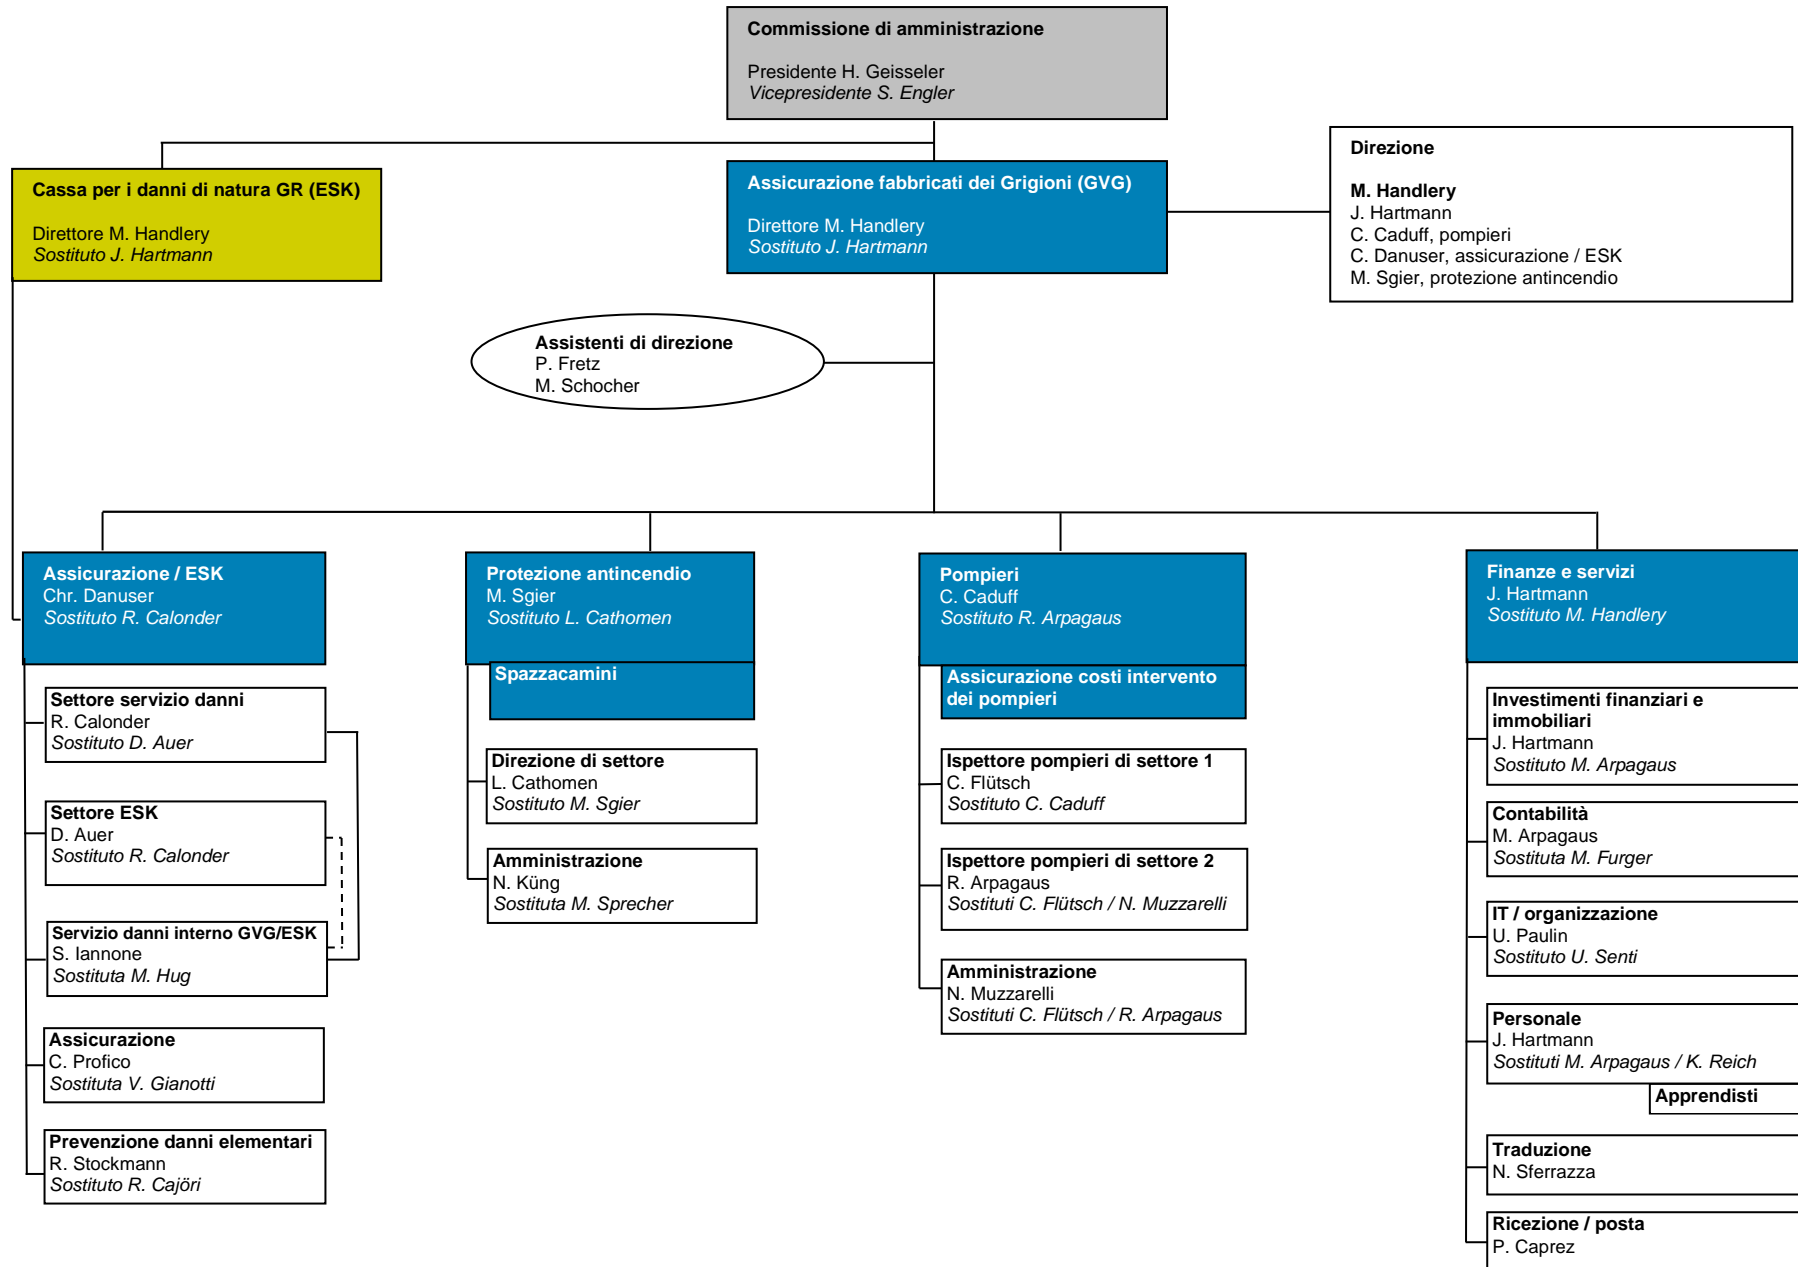 Commissione di amministrazione
Presidente H. Geisseler
Vicepresidente S. Engler
Cassa per i danni di natura GR (ESK)
Direttore M. Handlery
Sostituto J. Hartmann
Assicurazione fabbricati dei Grigioni (GVG)
Direttore M. Handlery
Sostituto J. Hartmann
Direzione
M. Handlery
J. Hartmann
C. Caduff, pompieri
C. Danuser, assicurazione / ESK
M. Sgier, protezione antincendio
Assistenti di direzione
P. Fretz
M. Schocher
Assicurazione / ESK
Chr. Danuser
Sostituto R. Calonder
Settore servizio danni
R. Calonder
Sostituto D. Auer
Settore ESK
D. Auer
Sostituto R. Calonder
Servizio danni interno GVG/ESK
S. Iannone
Sostituta M. Hug
Assicurazione
C. Profico
Sostituta V. Gianotti
Prevenzione danni elementari
R. Stockmann
Sostituto R. Cajöri
Protezione antincendio
M. Sgier
Sostituto L. Cathomen
Spazzacamini
Direzione di settore
L. Cathomen
Sostituto M. Sgier
Amministrazione
N. Küng
Sostituta M. Sprecher
Pompieri
C. Caduff
Sostituto R. Arpagaus
Assicurazione costi intervento
dei pompieri
Ispettore pompieri di settore 1
C. Flütsch
Sostituto C. Caduff
Ispettore pompieri di settore 2
R. Arpagaus
Sostituti C. Flütsch / N. Muzzarelli
Amministrazione
N. Muzzarelli
Sostituti C. Flütsch / R. Arpagaus
Finanze e servizi
J. Hartmann
Sostituto M. Handlery
Investimenti finanziari e
immobiliari
J. Hartmann
Sostituto M. Arpagaus
Contabilità
M. Arpagaus
Sostituta M. Furger
IT / organizzazione
U. Paulin
Sostituto U. Senti
Personale
J. Hartmann
Sostituti M. Arpagaus / K. Reich
Apprendisti
Traduzione
N. Sferrazza
Ricezione / posta
P. Caprez